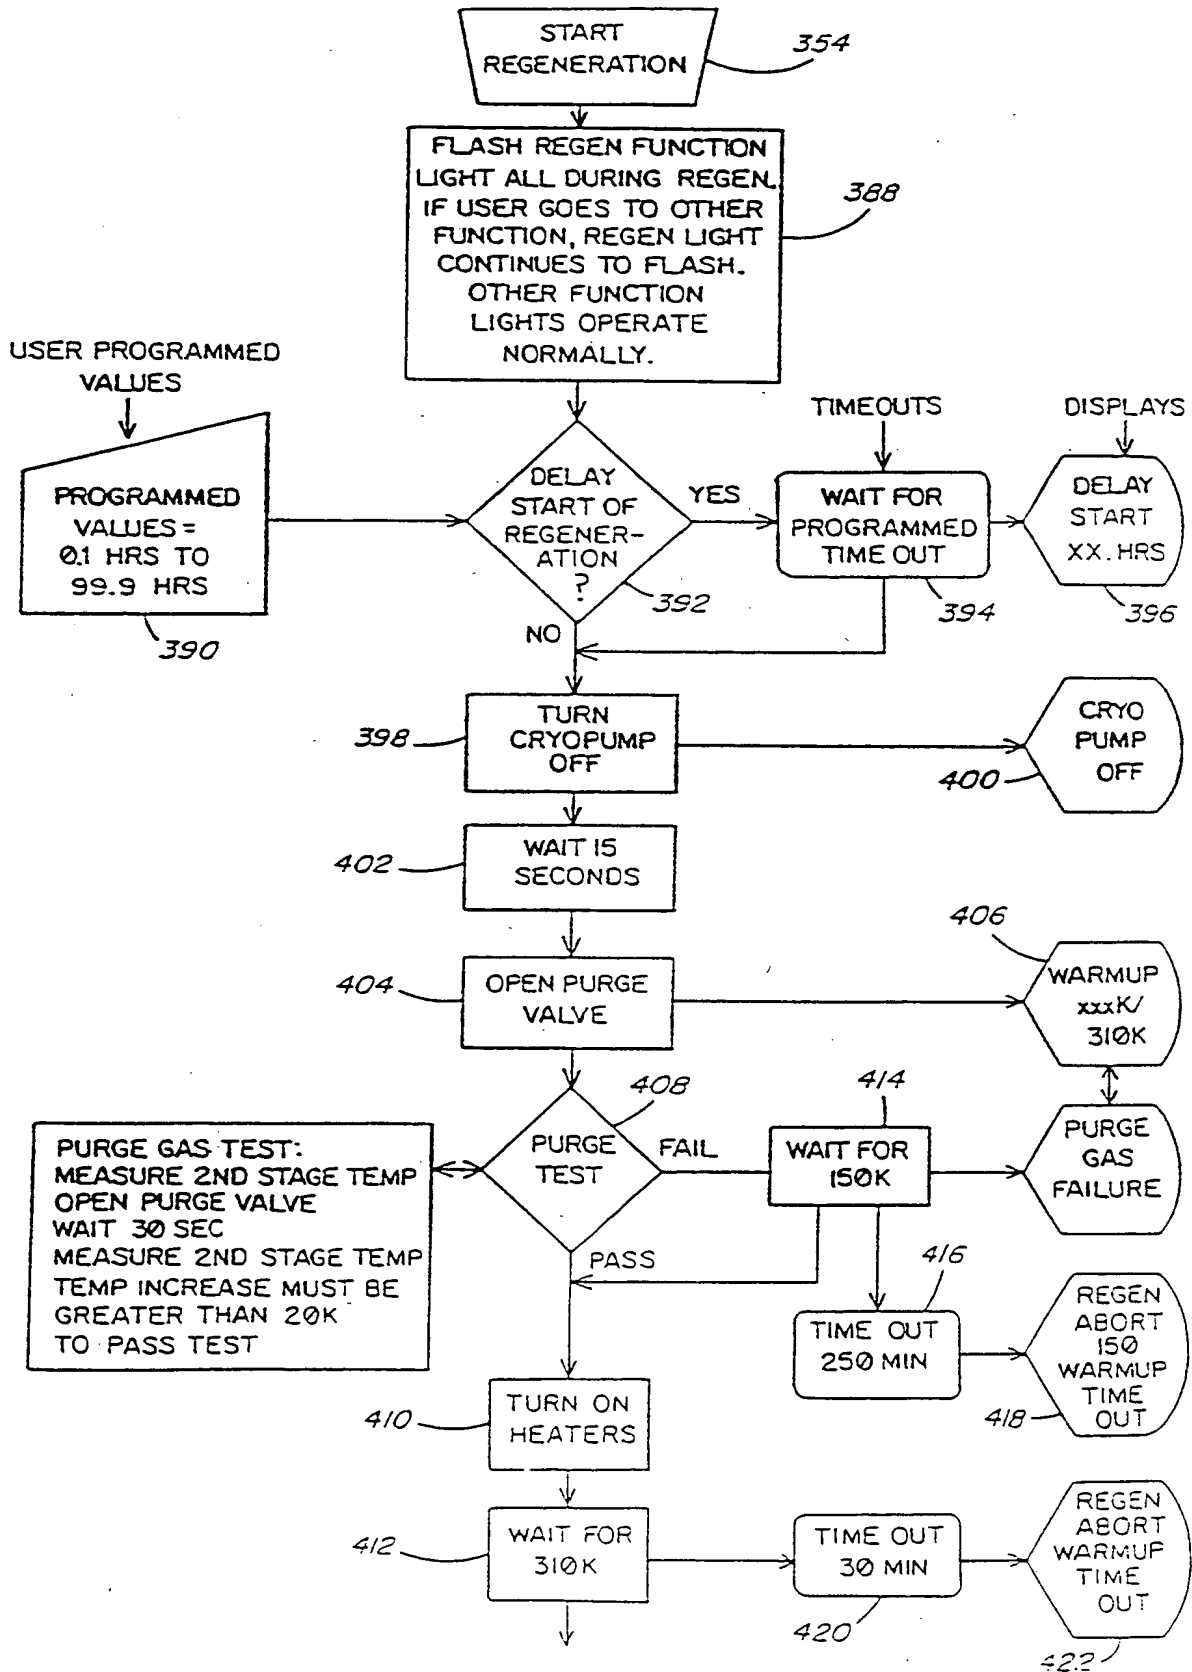 START
REGENERATION
354
FLASH REGEN FUNCTION
LIGHT ALL DURING REGEN.
IF USER GOES TO OTHER
FUNCTION, REGEN LIGHT
CONTINUES TO FLASH.
OTHER FUNCTION
LIGHTS OPERATE
NORMALLY.
388
USER PROGRAMMED
VALUES
PROGRAMMED
VALUES =
0.1 HRS TO
99.9 HRS
390
DELAY
START OF
REGENER-
ATION
?
392
YES
NO
TIMEOUTS
WAIT FOR
PROGRAMMED
TIME OUT
394
DISPLAYS
DELAY
START
XX.HRS
396
398
TURN
CRYOPUMP
OFF
CRYO
PUMP
OFF
400
402
WAIT 15
SECONDS
404
OPEN PURGE
VALVE
406
WARMUP
xxxK/
310K
PURGE GAS TEST:
MEASURE 2ND STAGE TEMP
OPEN PURGE VALVE
WAIT 30 SEC
MEASURE 2ND STAGE TEMP
TEMP INCREASE MUST BE
GREATER THAN 20K
TO PASS TEST
408
PURGE
TEST
FAIL
PASS
414
WAIT FOR
150K
PURGE
GAS
FAILURE
416
TIME OUT
250 MIN
REGEN
ABORT
150
WARMUP
TIME
OUT
418
410
TURN ON
HEATERS
412
WAIT FOR
310K
TIME OUT
30 MIN
420
REGEN
ABORT
WARMUP
TIME
OUT
422